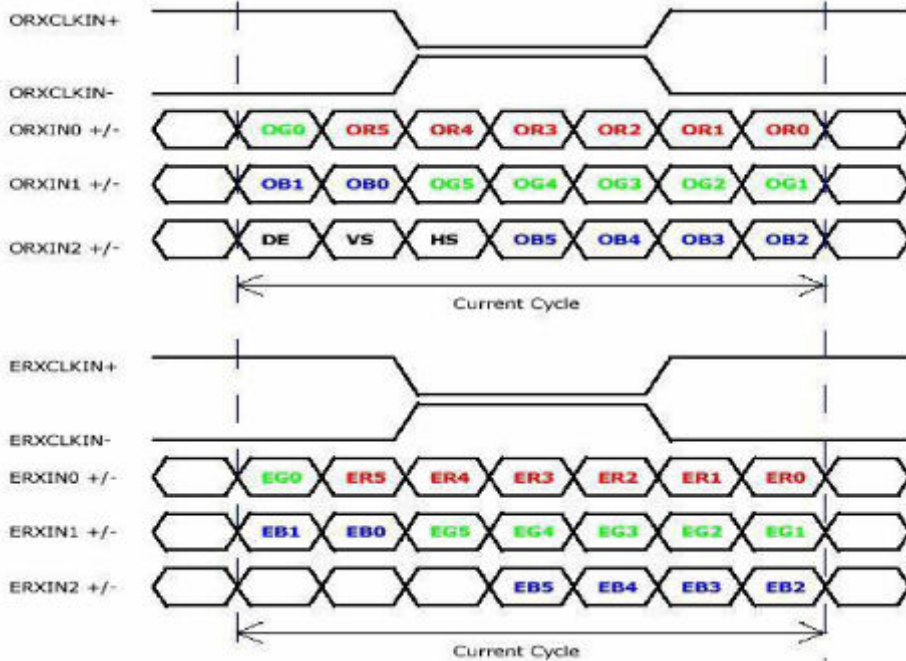 ORXCLKIN+
ORXCLKIN-
ORXIN0 +/- OG0 OR5 OR4 OR3 OR2 OR1 OR0
ORXIN1 +/- OB1 OB0 OG5 OG4 OG3 OG2 OG1
ORXIN2 +/- DE VS HS OB5 OB4 OB3 OB2
Current Cycle
ERXCLKIN+
ERXCLKIN-
ERXIN0 +/- EG0 ER5 ER4 ER3 ER2 ER1 ER0
ERXIN1 +/- EB1 EB0 EG5 EG4 EG3 EG2 EG1
ERXIN2 +/- EB5 EB4 EB3 EB2
Current Cycle